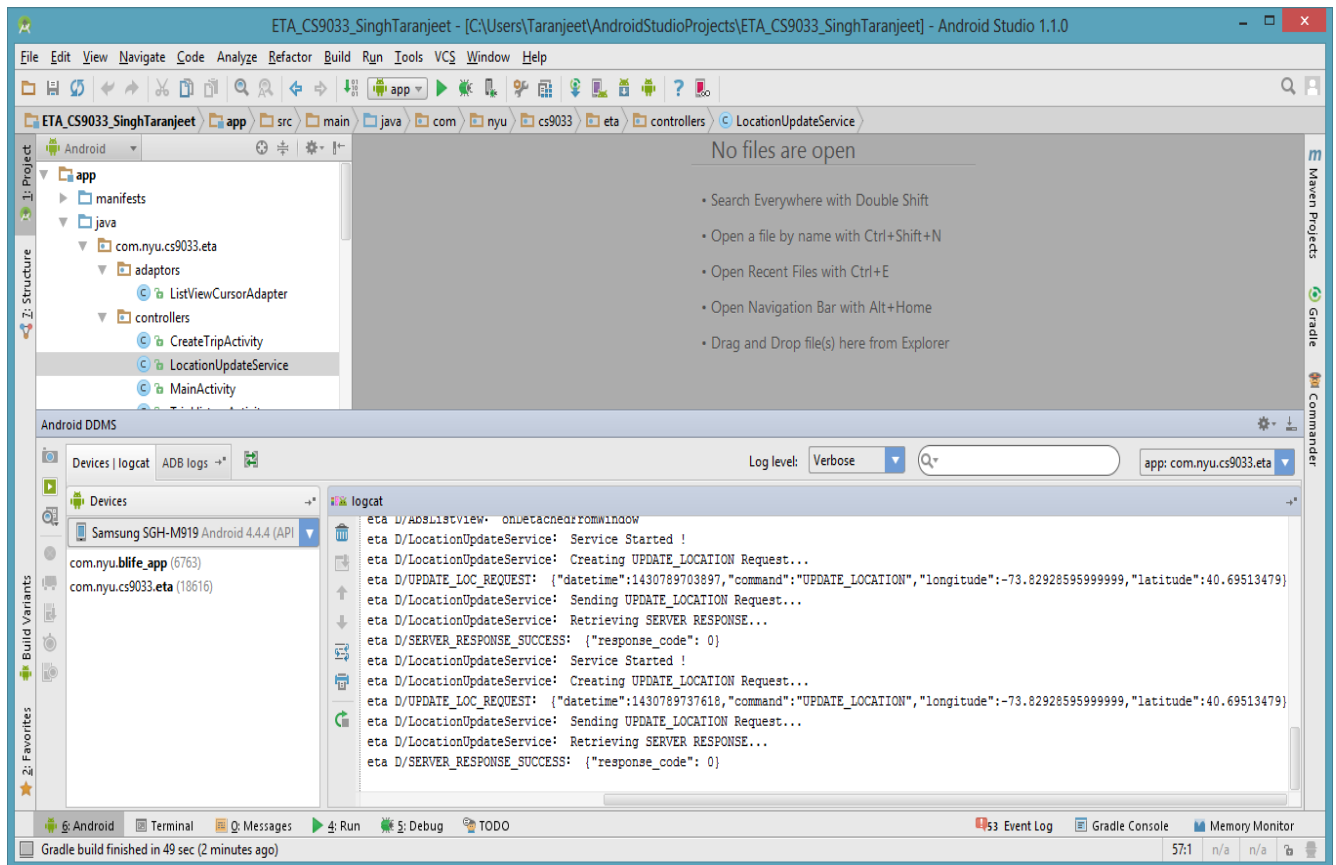 ETA_CS9033_SinghTaranjeet - [C:\Users\Taranjeet\AndroidStudioProjects\ETA_CS9033_SinghTaranjeet] - Android Studio 1.1.0
File Edit View Navigate Code Analyze Refactor Build Run Tools VCS Window Help
app
ETA_CS9033_SinghTaranjeet app src main java com nyu cs9033 eta controllers LocationUpdateService
1: Project
Z: Structure
Build Variants
2: Favorites
Android
app
manifests
java
com.nyu.cs9033.eta
adaptors
ListViewCursorAdapter
controllers
CreateTripActivity
LocationUpdateService
MainActivity
No files are open
• Search Everywhere with Double Shift
• Open a file by name with Ctrl+Shift+N
• Open Recent Files with Ctrl+E
• Open Navigation Bar with Alt+Home
• Drag and Drop file(s) here from Explorer
Maven Projects
Gradle
Commander
Android DDMS
Devices | logcat ADB logs
Log level: Verbose
app: com.nyu.cs9033.eta
Devices
Samsung SGH-M919 Android 4.4.4 (API
com.nyu.blife_app (6763)
com.nyu.cs9033.eta (18616)
logcat
eta D/AbsListView: onDetachedFromWindow
eta D/LocationUpdateService: Service Started !
eta D/LocationUpdateService: Creating UPDATE_LOCATION Request...
eta D/UPDATE_LOC_REQUEST: {"datetime":1430789703897,"command":"UPDATE_LOCATION","longitude":-73.82928595999999,"latitude":40.69513479}
eta D/LocationUpdateService: Sending UPDATE_LOCATION Request...
eta D/LocationUpdateService: Retrieving SERVER RESPONSE...
eta D/SERVER_RESPONSE_SUCCESS: {"response_code": 0}
eta D/LocationUpdateService: Service Started !
eta D/LocationUpdateService: Creating UPDATE_LOCATION Request...
eta D/UPDATE_LOC_REQUEST: {"datetime":1430789737618,"command":"UPDATE_LOCATION","longitude":-73.82928595999999,"latitude":40.69513479}
eta D/LocationUpdateService: Sending UPDATE_LOCATION Request...
eta D/LocationUpdateService: Retrieving SERVER RESPONSE...
eta D/SERVER_RESPONSE_SUCCESS: {"response_code": 0}
6: Android Terminal 0: Messages 4: Run 5: Debug TODO 53 Event Log Gradle Console Memory Monitor
Gradle build finished in 49 sec (2 minutes ago) 57:1 n/a n/a